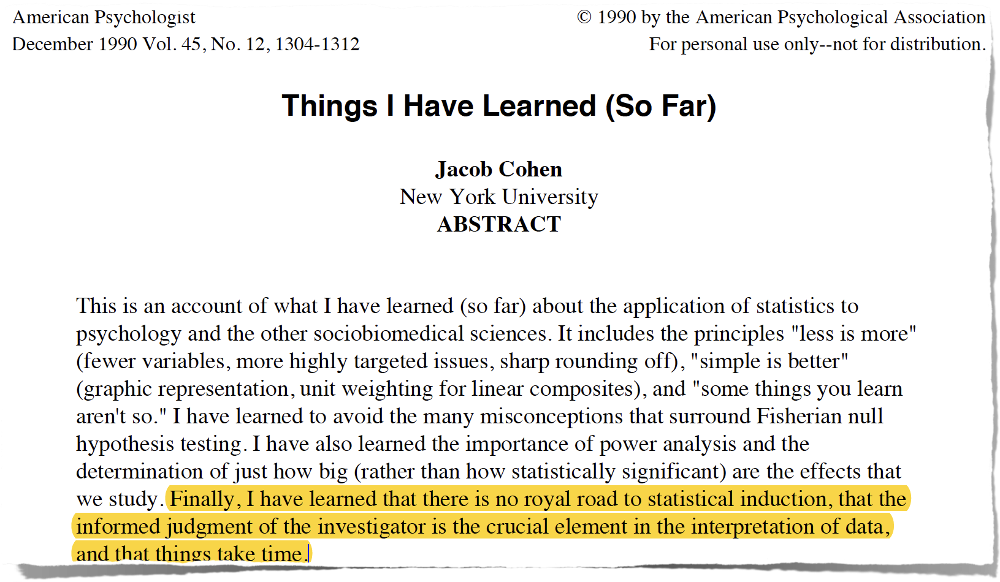 American Psychologist
© 1990 by the American Psychological Association
December 1990 Vol. 45, No. 12, 1304-1312
For personal use only--not for distribution.
Things I Have Learned (So Far)
Jacob Cohen
New York University
ABSTRACT
This is an account of what I have learned (so far) about the application of statistics to
psychology and the other sociobiomedical sciences. It includes the principles "less is more"
(fewer variables, more highly targeted issues, sharp rounding off), "simple is better"
(graphic representation, unit weighting for linear composites), and "some things you learn
aren't so." I have learned to avoid the many misconceptions that surround Fisherian null
hypothesis testing. I have also learned the importance of power analysis and the
determination of just how big (rather than how statistically significant) are the effects that
we study. Finally, I have learned that there is no royal road to statistical induction, that the
informed judgment of the investigator is the crucial element in the interpretation of data,
and that things take time.